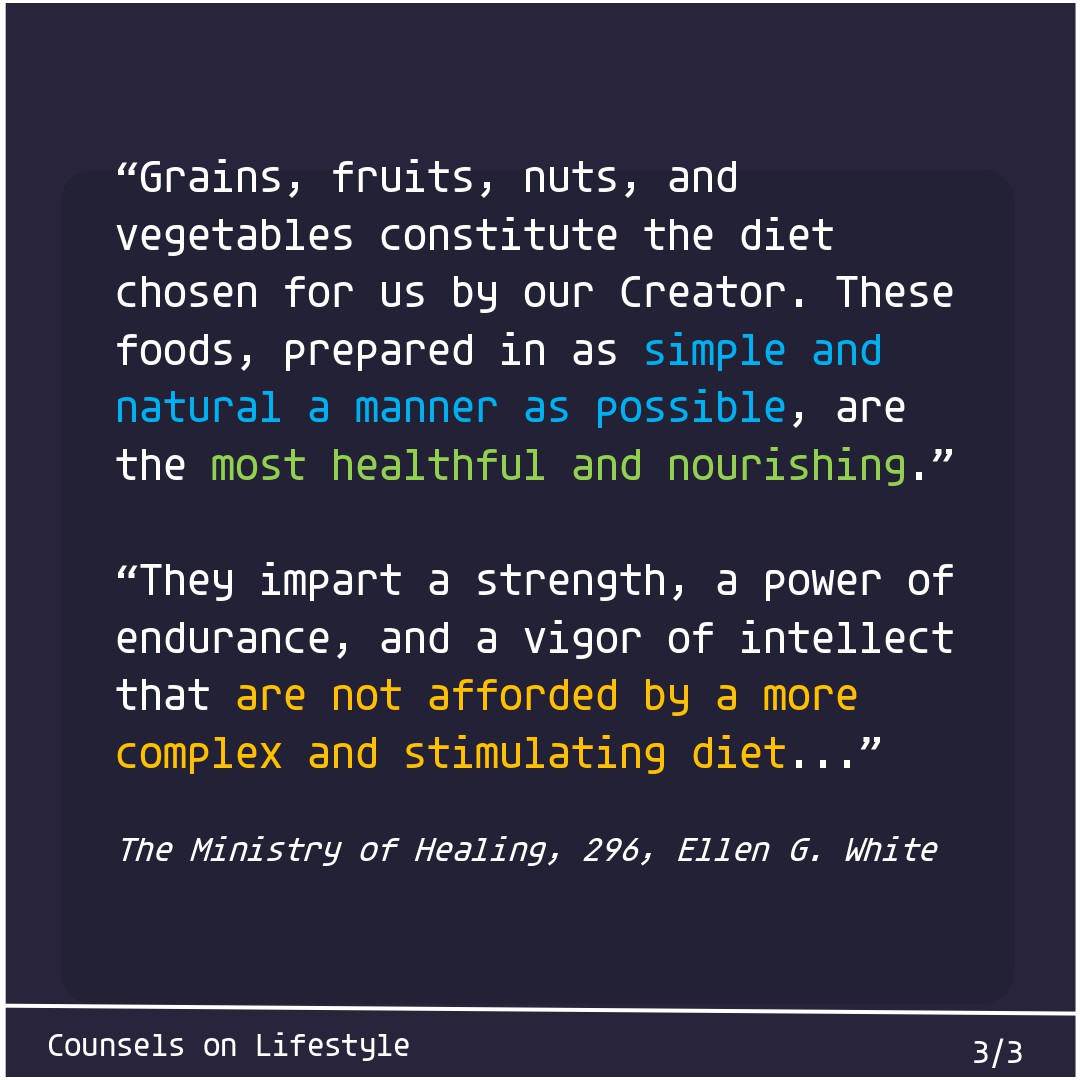 “Grains, fruits, nuts, and
vegetables constitute the diet
chosen for us by our Creator. These
foods, prepared in as simple and
natural a manner as possible, are
the most healthful and nourishing.”
“They impart a strength, a power of
endurance, and a vigor of intellect
that are not afforded by a more
complex and stimulating diet...”
The Ministry of Healing, 296, Ellen G. White
Counsels on Lifestyle
3/3